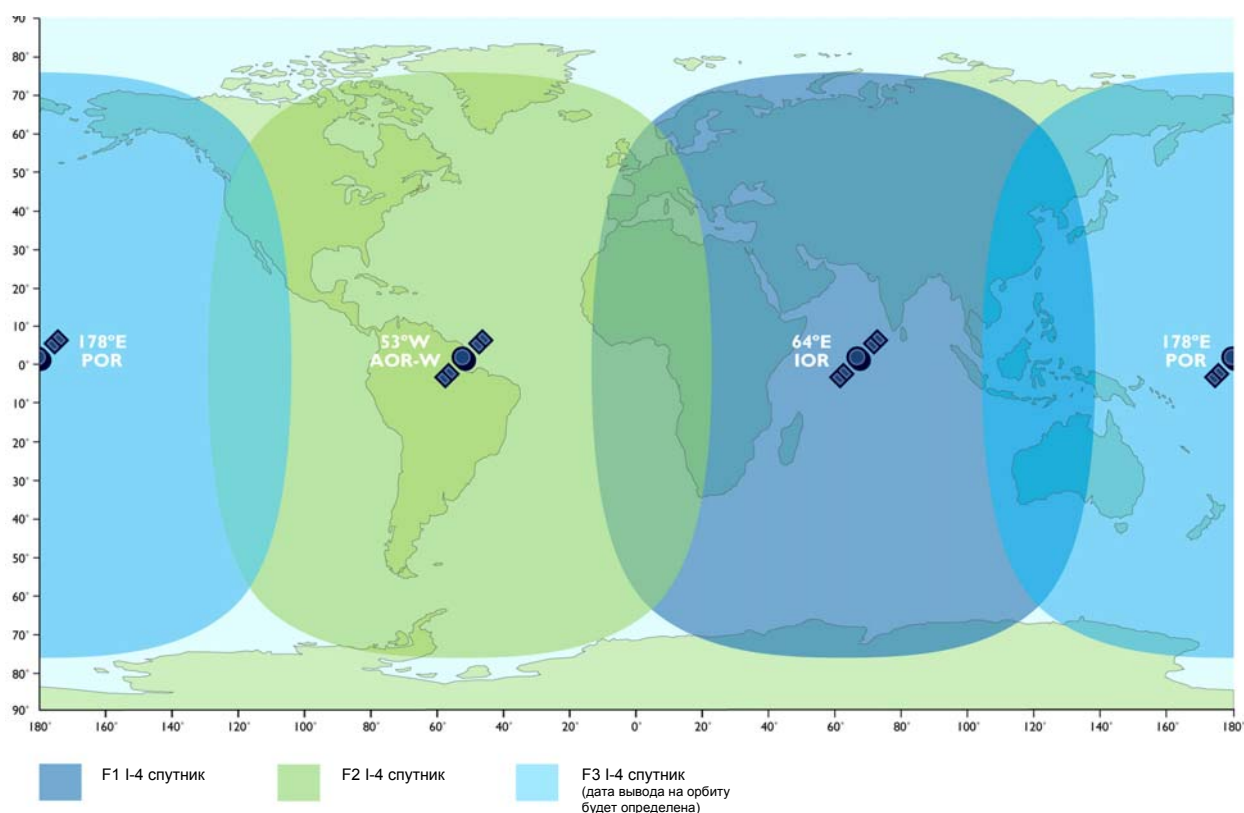 90
80°
70°
60°
50°
40°
30°
20°
10°
0°
10°
20°
30°
40°
50°
60°
70°
80°
90°
178°E
POR
53°W
AOR-W
64°E
IOR
178°E
POR
180° 160° 140° 120° 100° 80° 60° 40° 20° 0° 20° 40° 60° 80° 100° 120° 140° 160° 180°
F1 I-4 спутник
F2 I-4 спутник
F3 I-4 спутник
(дата вывода на орбиту
будет определена)